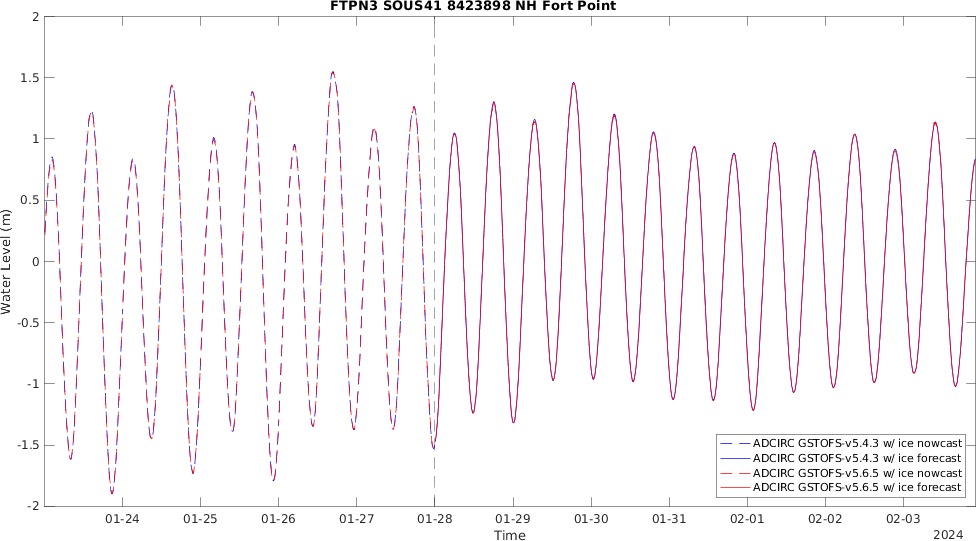 FTPN3 SOUS41 8423898 NH Fort Point
2
1.5
1
0.5
0
-0.5
-1
-1.5
-2
Water Level (m)
01-24 01-25 01-26 01-27 01-28 01-29 01-30 01-31 02-01 02-02 02-03
Time
2024
ADCIRC GSTOFS-v5.4.3 w/ ice nowcast
ADCIRC GSTOFS-v5.4.3 w/ ice forecast
ADCIRC GSTOFS-v5.6.5 w/ ice nowcast
ADCIRC GSTOFS-v5.6.5 w/ ice forecast